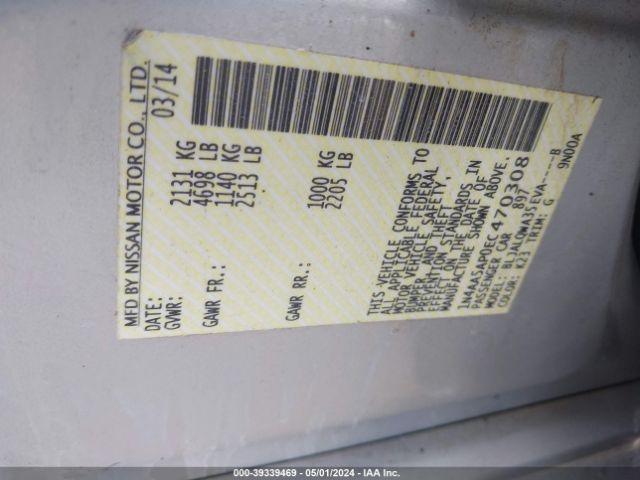 MFD BY NISSAN MOTOR CO., LTD.
DATE: 03/14
GVWR: 2131 KG
4698 LB
GAWR FR.: 1140 KG
2513 LB
GAWR RR.: 1000 KG
2205 LB
THIS VEHICLE CONFORMS TO
ALL APPLICABLE FEDERAL
MOTOR VEHICLE SAFETY,
BUMPER, AND THEFT
PREVENTION STANDARDS IN
EFFECT ON THE DATE OF
MANUFACTURE SHOWN ABOVE.
1N4AA5AP0EC470308
PASSENGER CAR 897
MODEL: BLJALOWA35EVA----B
COLOR: K23 TRIM: G 9N00A
000-39339469 - 05/01/2024 - IAA Inc.